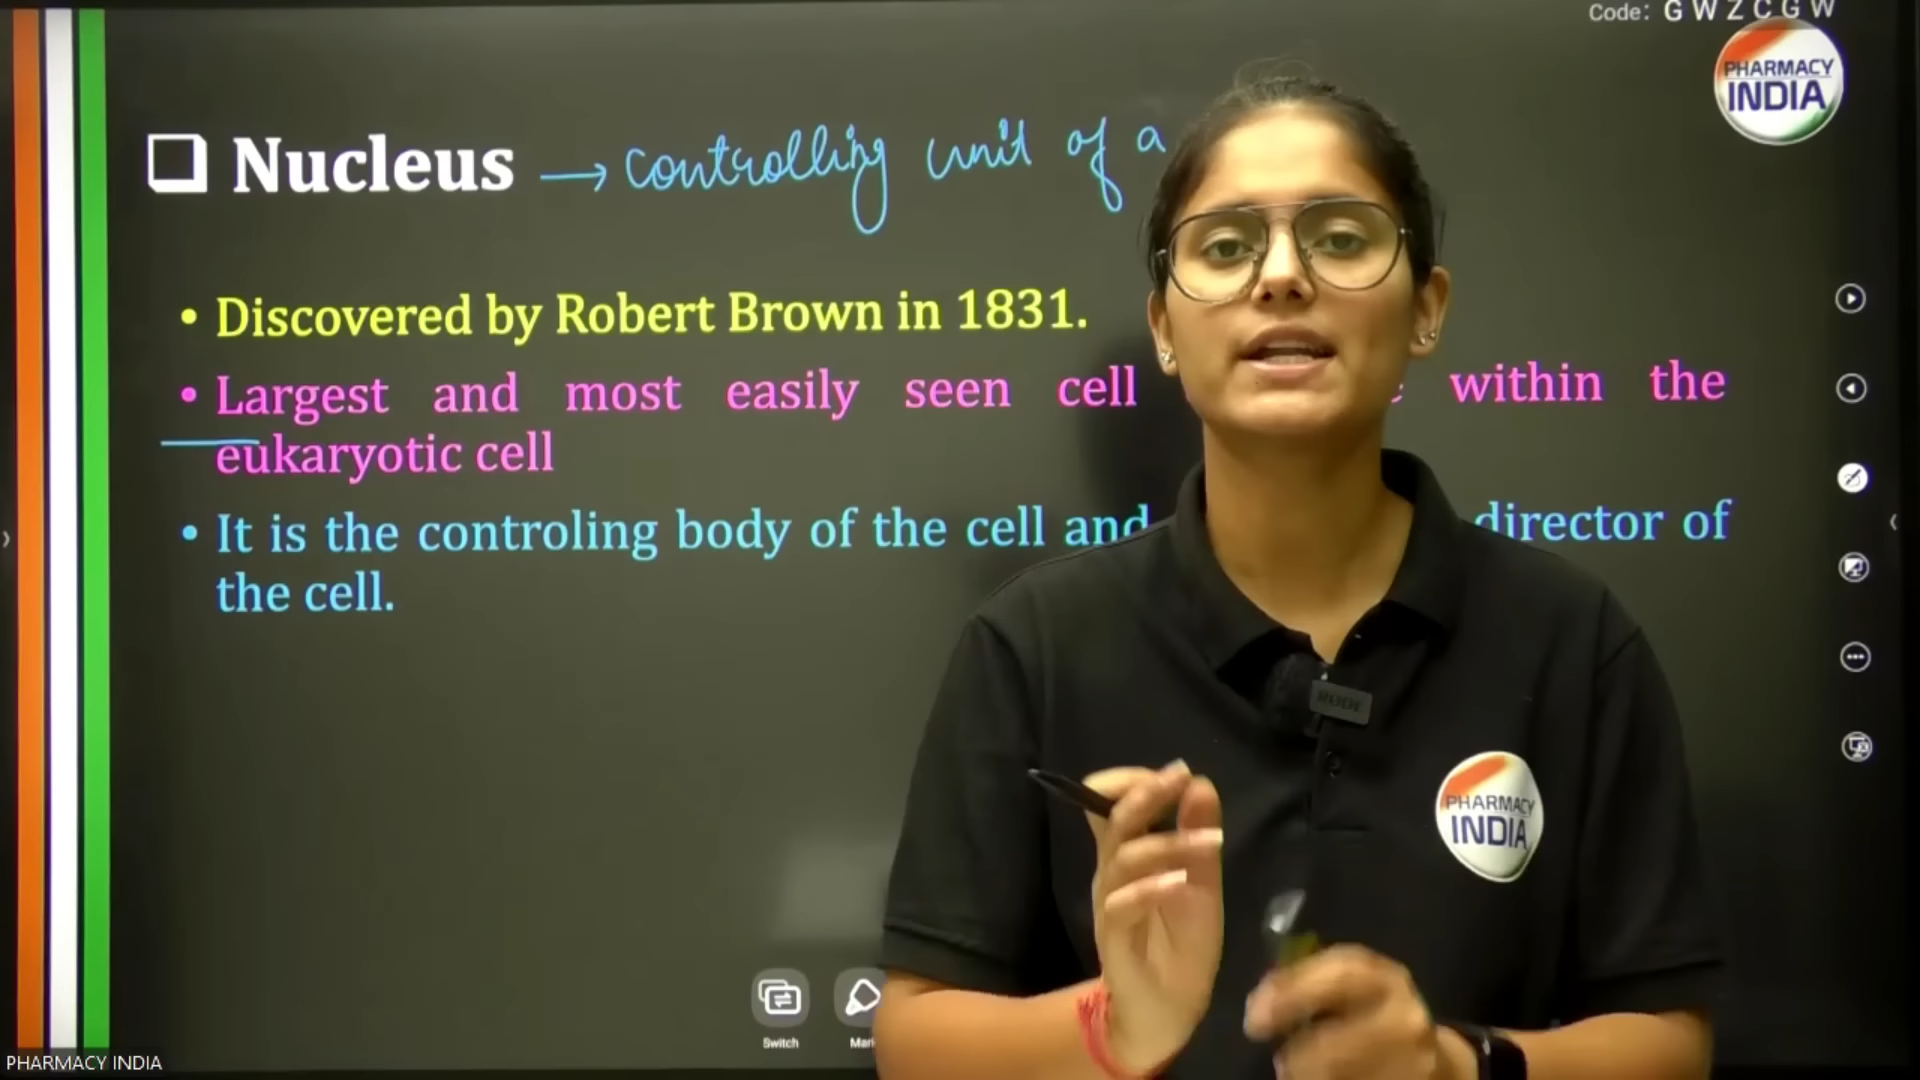 Code: GWZCGW
PHARMACY
INDIA
Nucleus → controlling unit of a
• Discovered by Robert Brown in 1831.
• Largest and most easily seen cell within the
eukaryotic cell
• It is the controling body of the cell and director of
the cell.
RODE
PHARMACY
INDIA
Switch
PHARMACY INDIA